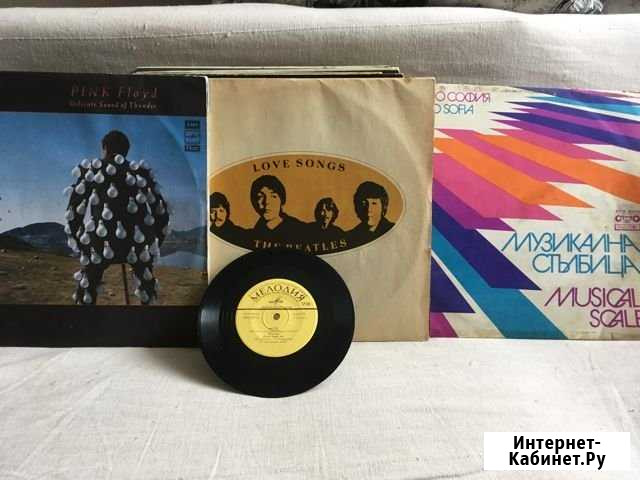 PINK Floyd
Delicate Sound of Thunder
LOVE SONGS
THE BEATLES
МЕЛОДИЯ
О СОФИЯ
O SOFIA
МУЗИКАЛНА
СТЪЛБИЦА
MUSICAL
SCALE
Интернет-
Кабинет.Ру